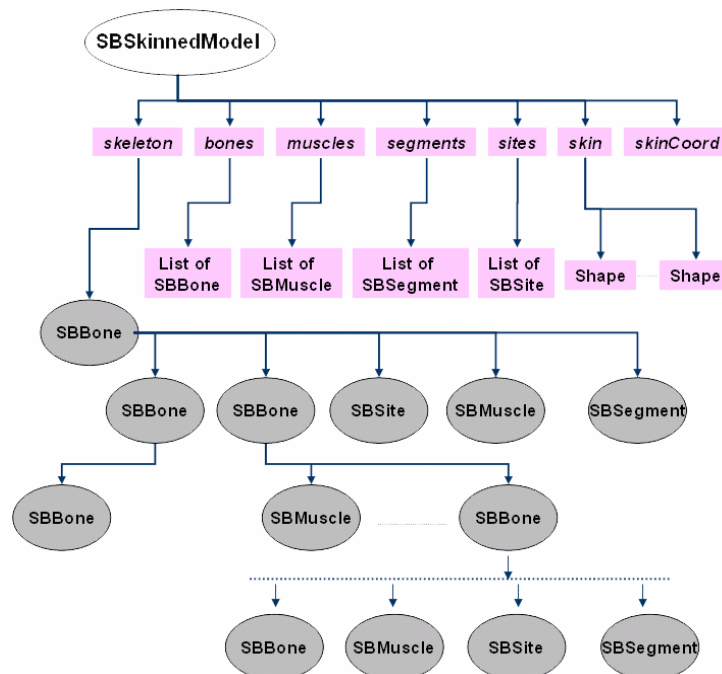 SBSkinnedModel
skeleton bones muscles segments sites skin skinCoord
List of SBBone
List of SBMuscle
List of SBSegment
List of SBSite
Shape Shape
SBBone
SBBone SBBone SBSite SBMuscle SBSegment
SBBone SBMuscle SBBone
SBBone SBMuscle SBSite SBSegment